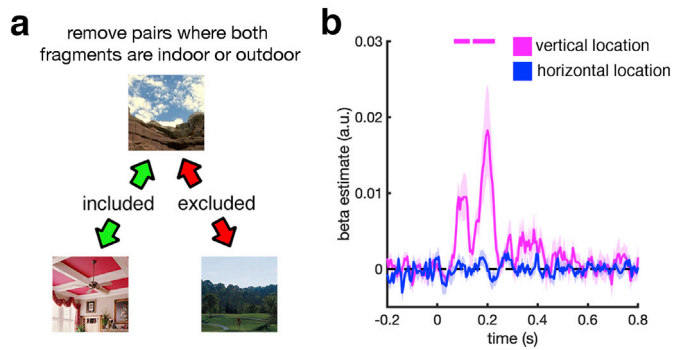 a
remove pairs where both
fragments are indoor or outdoor
included
excluded
b
vertical location
horizontal location
beta estimate (a.u.)
0.03
0.02
0.01
0
-0.2
0
0.2
0.4
0.6
0.8
time (s)